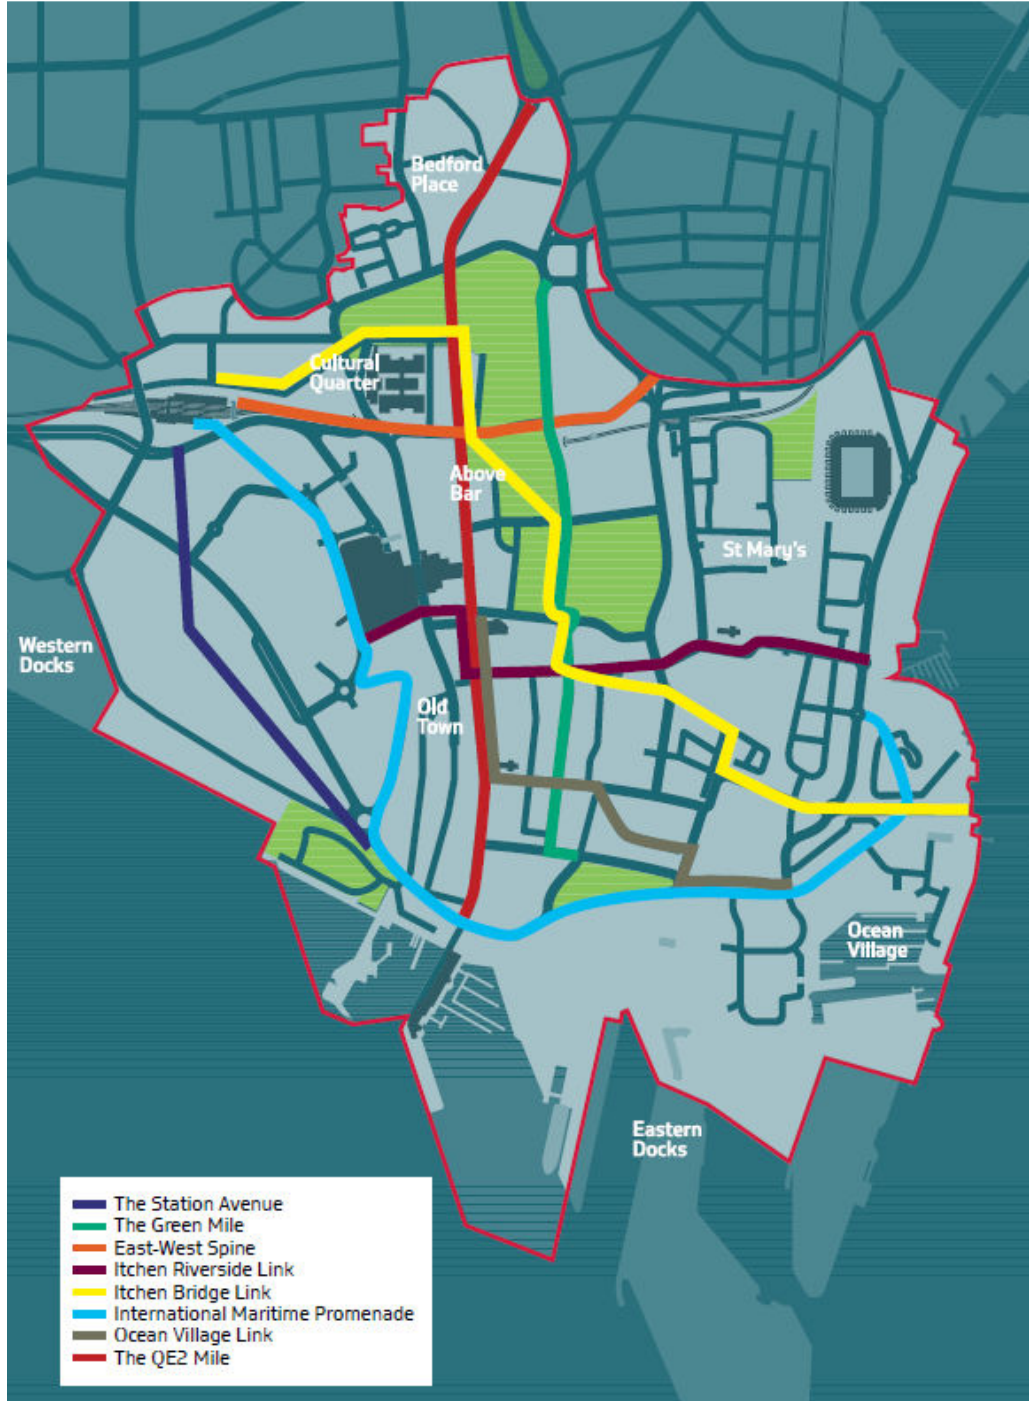 Bedford
Place
Cultural
Quarter
Above
Bar
St Mary's
Western
Docks
Old
Town
Ocean
Village
Eastern
Docks
The Station Avenue
The Green Mile
East-West Spine
Itchen Riverside Link
Itchen Bridge Link
International Maritime Promenade
Ocean Village Link
The QE2 Mile